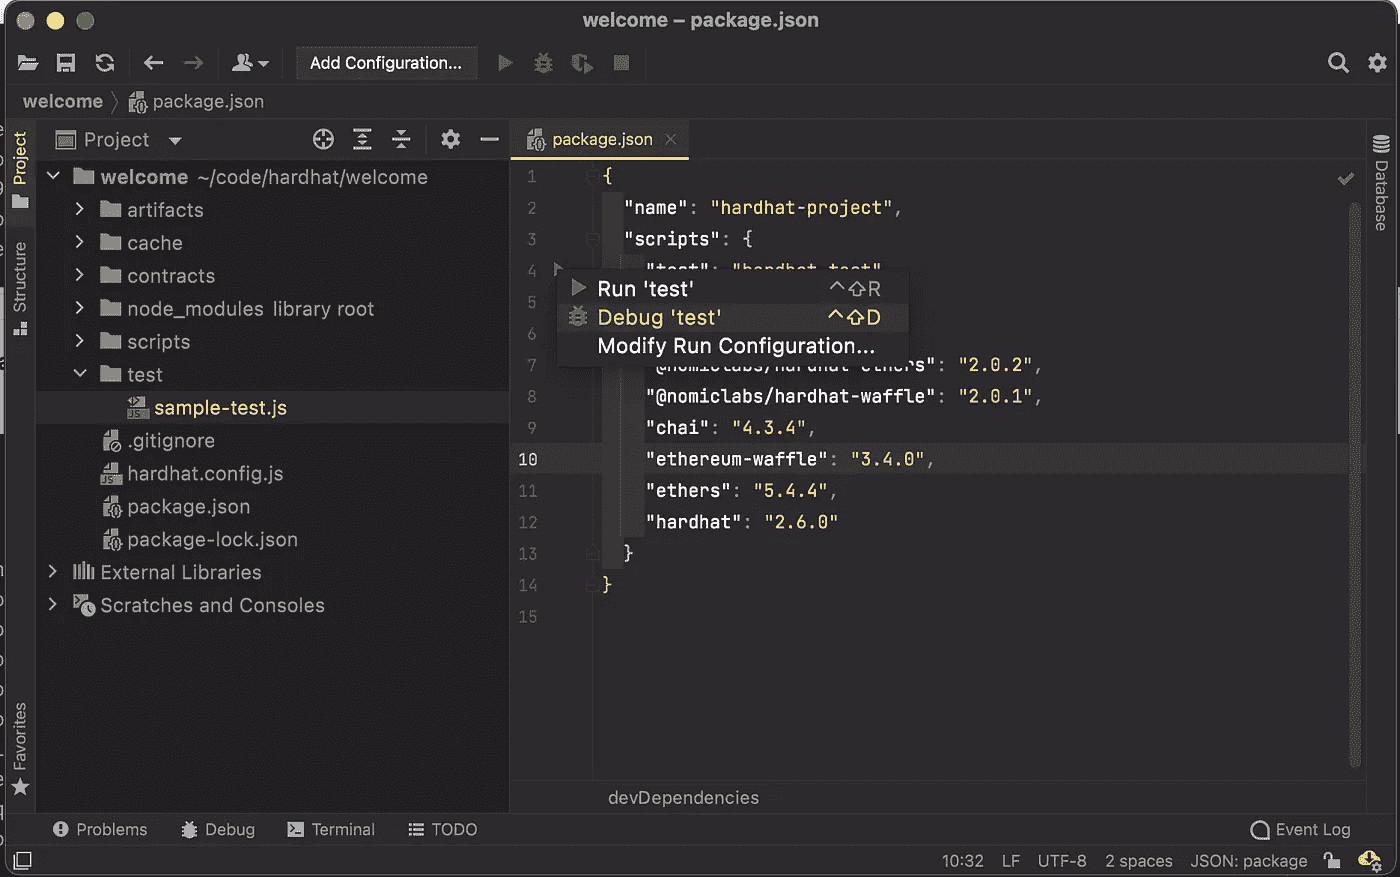 welcome – package.json
Add Configuration...
welcome
package.json
Project
Project
package.json
Database
Structure
Favorites
welcome ~/code/hardhat/welcome
artifacts
cache
contracts
node_modules library root
scripts
test
sample-test.js
.gitignore
hardhat.config.js
package.json
package-lock.json
External Libraries
Scratches and Consoles
1 {
2 "name": "hardhat-project",
3 "scripts": {
4 "test": "hardhat test"
5
6
7 "@nomiclabs/hardhat-ethers": "2.0.2",
8 "@nomiclabs/hardhat-waffle": "2.0.1",
9 "chai": "4.3.4",
10 "ethereum-waffle": "3.4.0",
11 "ethers": "5.4.4",
12 "hardhat": "2.6.0"
13 }
14 }
15
Run 'test' ^⇧R
Debug 'test' ^⇧D
Modify Run Configuration...
devDependencies
Problems
Debug
Terminal
TODO
Event Log
10:32 LF UTF-8 2 spaces JSON: package